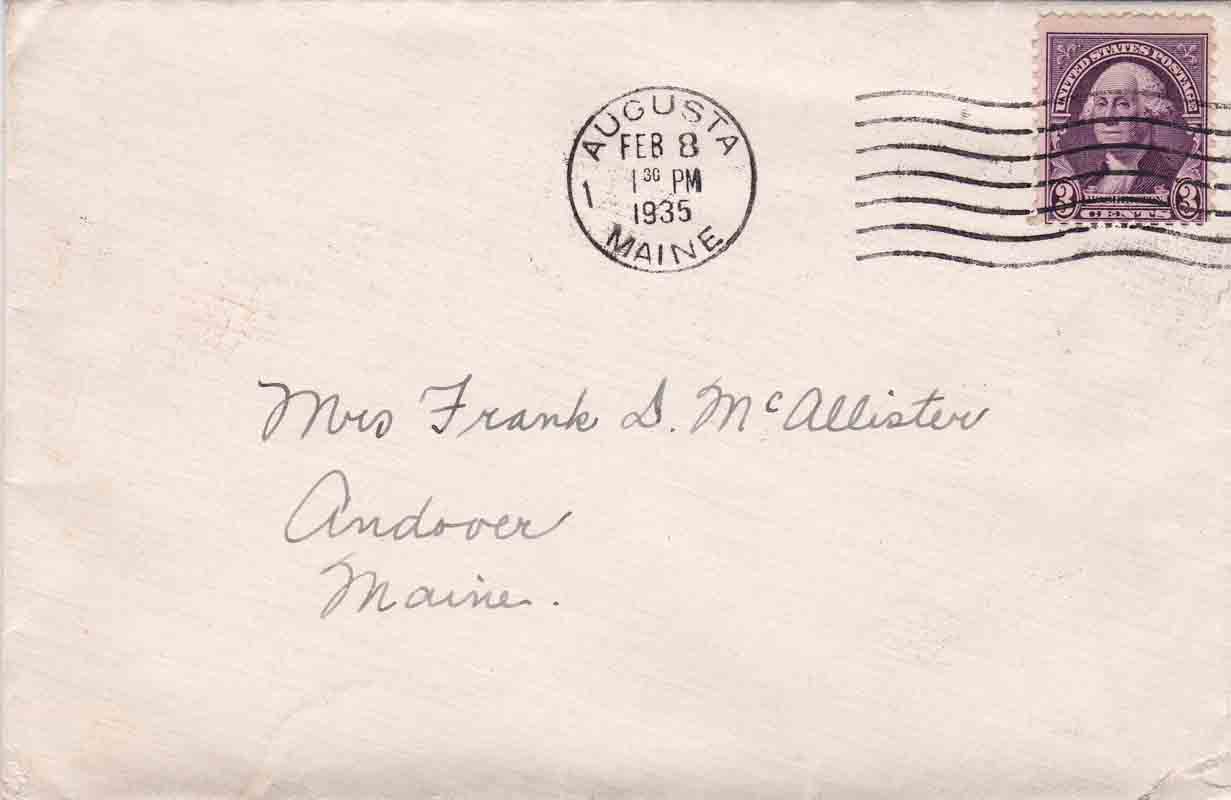 UNITED STATES POSTAGE
3 CENTS 3
AUGUSTA
FEB 8
1 30 PM
1935
1
MAINE
Mrs Frank D. McAllister
Andover
Maine.